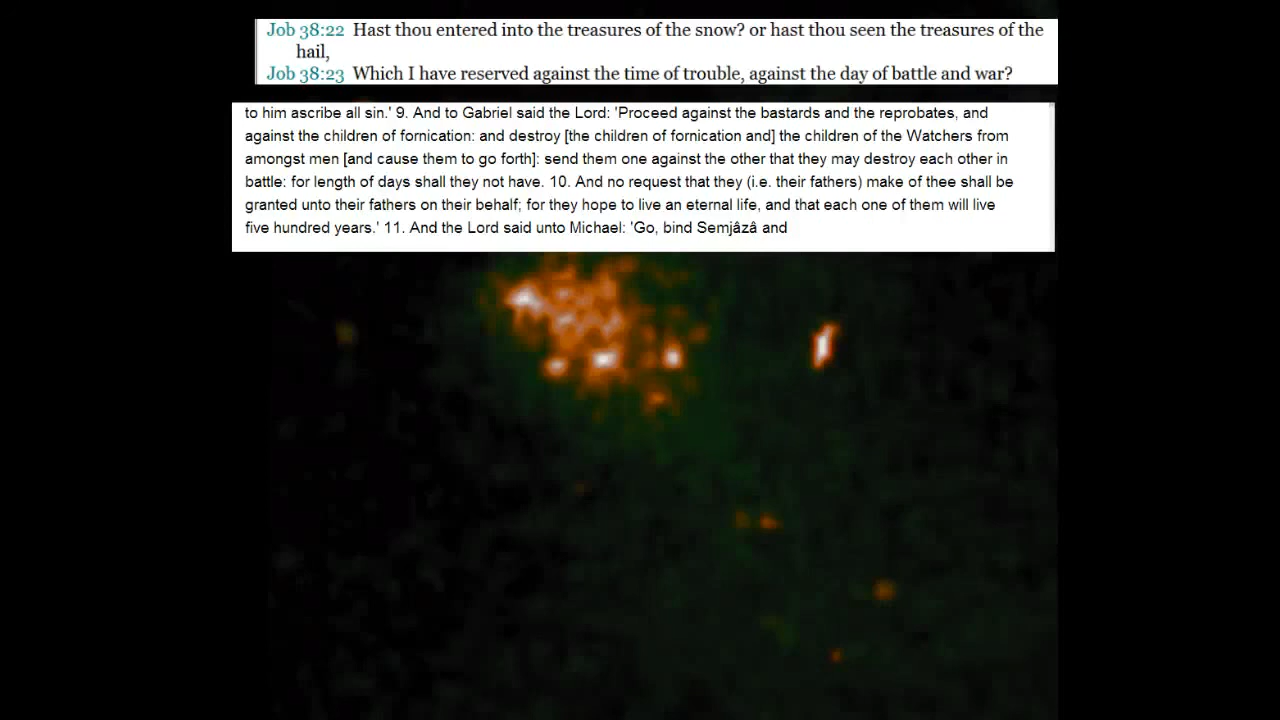 Job 38:22 Hast thou entered into the treasures of the snow? or hast thou seen the treasures of the
hail,
Job 38:23 Which I have reserved against the time of trouble, against the day of battle and war?
to him ascribe all sin.' 9. And to Gabriel said the Lord: 'Proceed against the bastards and the reprobates, and
against the children of fornication: and destroy [the children of fornication and] the children of the Watchers from
amongst men [and cause them to go forth]: send them one against the other that they may destroy each other in
battle: for length of days shall they not have. 10. And no request that they (i.e. their fathers) make of thee shall be
granted unto their fathers on their behalf; for they hope to live an eternal life, and that each one of them will live
five hundred years.' 11. And the Lord said unto Michael: 'Go, bind Semjâzâ and